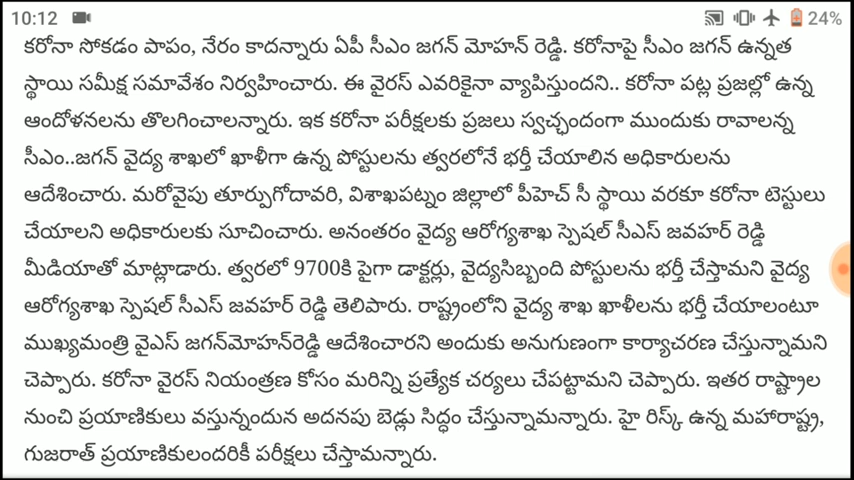 10:12
24%
కరోనా సోకడం పాపం, నేరం కాదన్నారు ఏపీ సీఎం జగన్ మోహన్ రెడ్డి. కరోనాపై సీఎం జగన్ ఉన్నత
స్థాయి సమీక్ష సమావేశం నిర్వహించారు. ఈ వైరస్ ఎవరికైనా వ్యాపిస్తుందని.. కరోనా పట్ల ప్రజల్లో ఉన్న
ఆందోళనలను తొలగించాలన్నారు. ఇక కరోనా పరీక్షలకు ప్రజలు స్వచ్ఛందంగా ముందుకు రావాలన్న
సీఎం..జగన్ వైద్య శాఖలో ఖాళీగా ఉన్న పోస్టులను త్వరలోనే భర్తీ చేయాలిన అధికారులను
ఆదేశించారు. మరోవైపు తూర్పుగోదావరి, విశాఖపట్నం జిల్లాలో పీహెచ్ సీ స్థాయి వరకూ కరోనా టెస్టులు
చేయాలని అధికారులకు సూచించారు. అనంతరం వైద్య ఆరోగ్యశాఖ స్పెషల్ సీఎస్ జవహర్ రెడ్డి
మీడియాతో మాట్లాడారు. త్వరలో 9700కి పైగా డాక్టర్లు, వైద్యసిబ్బంది పోస్టులను భర్తీ చేస్తామని వైద్య
ఆరోగ్యశాఖ స్పెషల్ సీఎస్ జవహర్ రెడ్డి తెలిపారు. రాష్ట్రంలోని వైద్య శాఖ ఖాళీలను భర్తీ చేయాలంటూ
ముఖ్యమంత్రి వైఎస్ జగన్‌మోహన్‌రెడ్డి ఆదేశించారని అందుకు అనుగుణంగా కార్యాచరణ చేస్తున్నామని
చెప్పారు. కరోనా వైరస్ నియంత్రణ కోసం మరిన్ని ప్రత్యేక చర్యలు చేపట్టామని చెప్పారు. ఇతర రాష్ట్రాల
నుంచి ప్రయాణికులు వస్తున్నందున అదనపు బెడ్లు సిద్ధం చేస్తున్నామన్నారు. హై రిస్క్ ఉన్న మహారాష్ట్ర,
గుజరాత్ ప్రయాణికులందరికీ పరీక్షలు చేస్తామన్నారు.